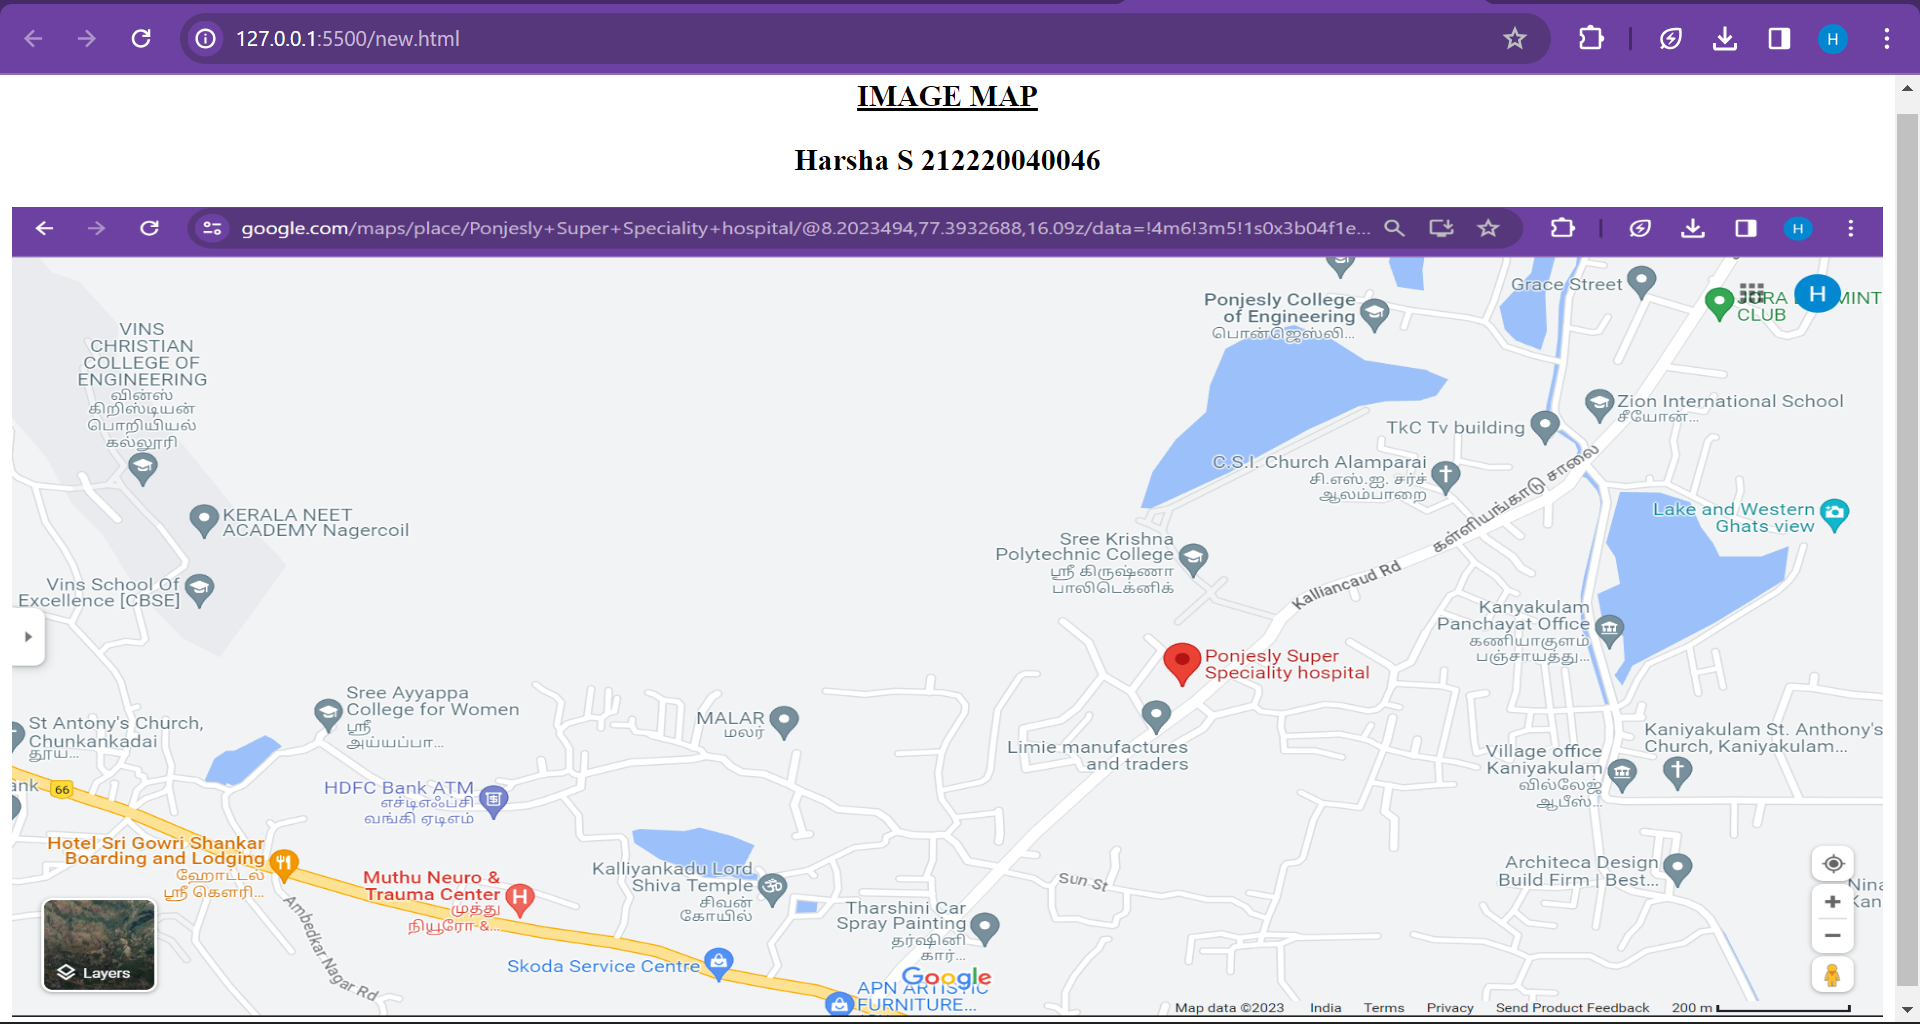 127.0.0.1:5500/new.html
H
IMAGE MAP
Harsha S 212220040046
google.com/maps/place/Ponjesly+Super+Speciality+hospital/@8.2023494,77.3932688,16.09z/data=!4m6!3m5!1s0x3b04f1e...
H
Grace Street
H
MINT
CLUB
Ponjesly College
of Engineering
பொன்ஜெஸ்லி...
VINS
CHRISTIAN
COLLEGE OF
ENGINEERING
வின்ஸ்
கிறிஸ்டியன்
பொறியியல்
கல்லூரி
Zion International School
சீயோன்...
TkC Tv building
C.S.I. Church Alamparai
சி.எஸ்.ஐ. சர்ச்
ஆலம்பாறை
கள்ளியங்காடு சாலை
KERALA NEET
ACADEMY Nagercoil
Lake and Western
Ghats view
Sree Krishna
Polytechnic College
ஸ்ரீ கிருஷ்ணா
பாலிடெக்னிக்
Kalliancaud Rd
Vins School Of
Excellence [CBSE]
Kanyakulam
Panchayat Office
கணியாகுளம்
பஞ்சாயத்து...
Ponjesly Super
Speciality hospital
Sree Ayyappa
College for Women
ஸ்ரீ
அய்யப்பா...
MALAR
மலர்
St Antony's Church,
Chunkankadai
தூய...
Limie manufactures
and traders
Kaniyakulam St. Anthony's
Church, Kaniyakulam...
Village office
Kaniyakulam
வில்லேஜ்
ஆபீஸ்...
ank
66
HDFC Bank ATM
எச்டிஎஃப்சி
வங்கி ஏடிஎம்
Hotel Sri Gowri Shankar
Boarding and Lodging
ஹோட்டல்
ஸ்ரீ கௌரி...
Muthu Neuro &
Trauma Center
முத்து
நியூரோ &...
H
Kalliyankadu Lord
Shiva Temple
சிவன்
கோயில்
Sun St
Architeca Design
Build Firm | Best...
Nina
Kan
Ambedkar Nagar Rd
Tharshini Car
Spray Painting
தர்ஷினி
கார்...
Skoda Service Centre
Layers
Google
APN ARTISTIC
FURNITURE...
Map data ©2023 India Terms Privacy Send Product Feedback 200 m